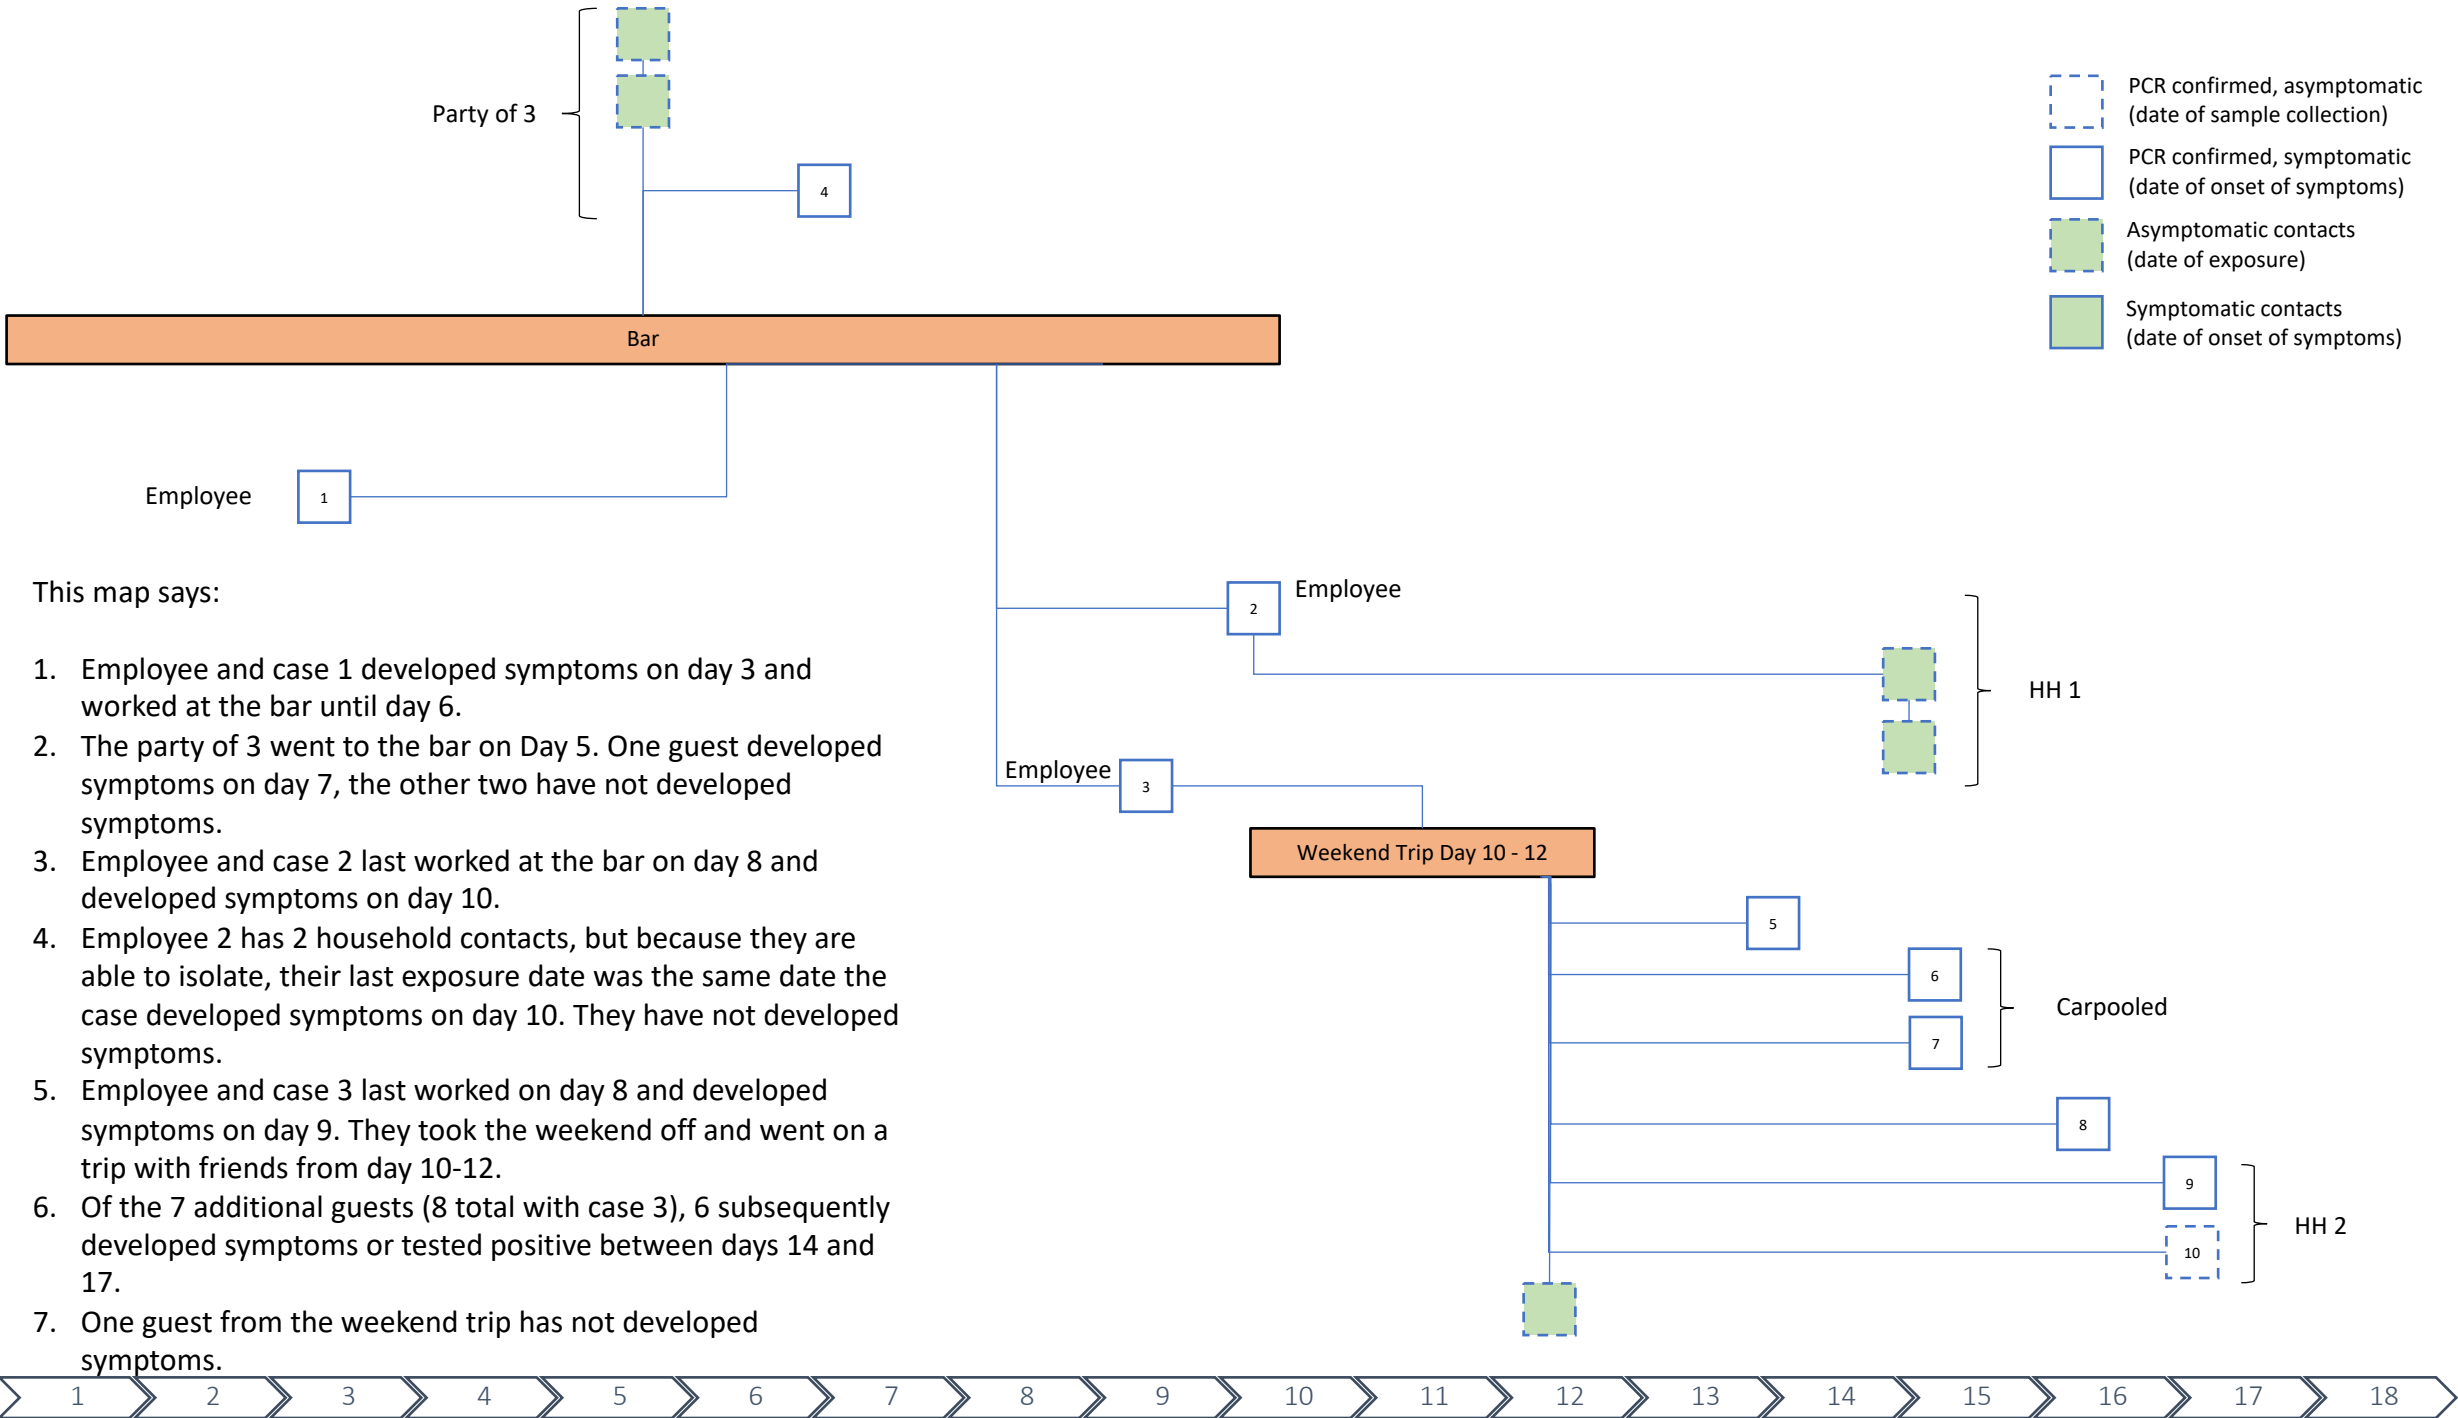 Party of 3
4
PCR confirmed, asymptomatic
(date of sample collection)
PCR confirmed, symptomatic
(date of onset of symptoms)
Asymptomatic contacts
(date of exposure)
Symptomatic contacts
(date of onset of symptoms)
Bar
Employee
1
This map says:
1. Employee and case 1 developed symptoms on day 3 and
worked at the bar until day 6.
2. The party of 3 went to the bar on Day 5. One guest developed
symptoms on day 7, the other two have not developed
symptoms.
3. Employee and case 2 last worked at the bar on day 8 and
developed symptoms on day 10.
4. Employee 2 has 2 household contacts, but because they are
able to isolate, their last exposure date was the same date the
case developed symptoms on day 10. They have not developed
symptoms.
5. Employee and case 3 last worked on day 8 and developed
symptoms on day 9. They took the weekend off and went on a
trip with friends from day 10-12.
6. Of the 7 additional guests (8 total with case 3), 6 subsequently
developed symptoms or tested positive between days 14 and
17.
7. One guest from the weekend trip has not developed
symptoms.
2
Employee
HH 1
Employee
3
Weekend Trip Day 10 - 12
5
6
7
Carpooled
8
9
10
HH 2
1 2 3 4 5 6 7 8 9 10 11 12 13 14 15 16 17 18